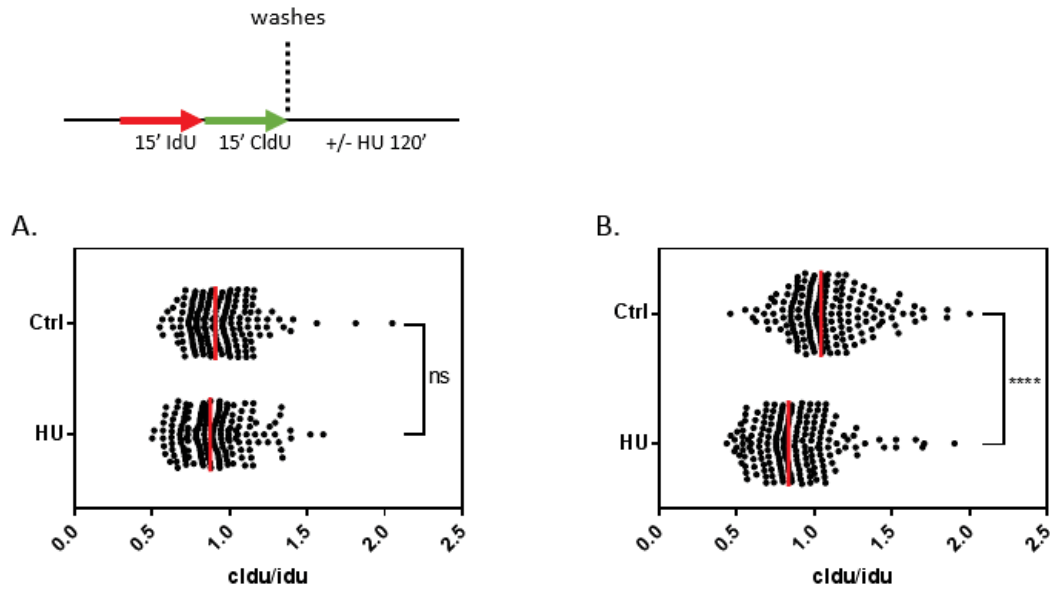 washes
15’ IdU 15’ CldU +/- HU 120’
A.
Ctrl
HU
ns
0.0 0.5 1.0 1.5 2.0 2.5
cldu/idu
B.
Ctrl
HU
****
0.0 0.5 1.0 1.5 2.0 2.5
cldu/idu